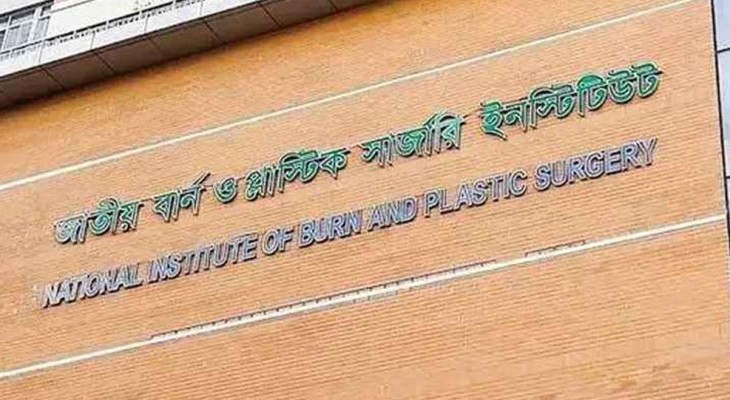 জাতীয় বার্ন ও প্লাস্টিক সার্জারি ইনস্টিটিউট
NATIONAL INSTITUTE OF BURN AND PLASTIC SURGERY